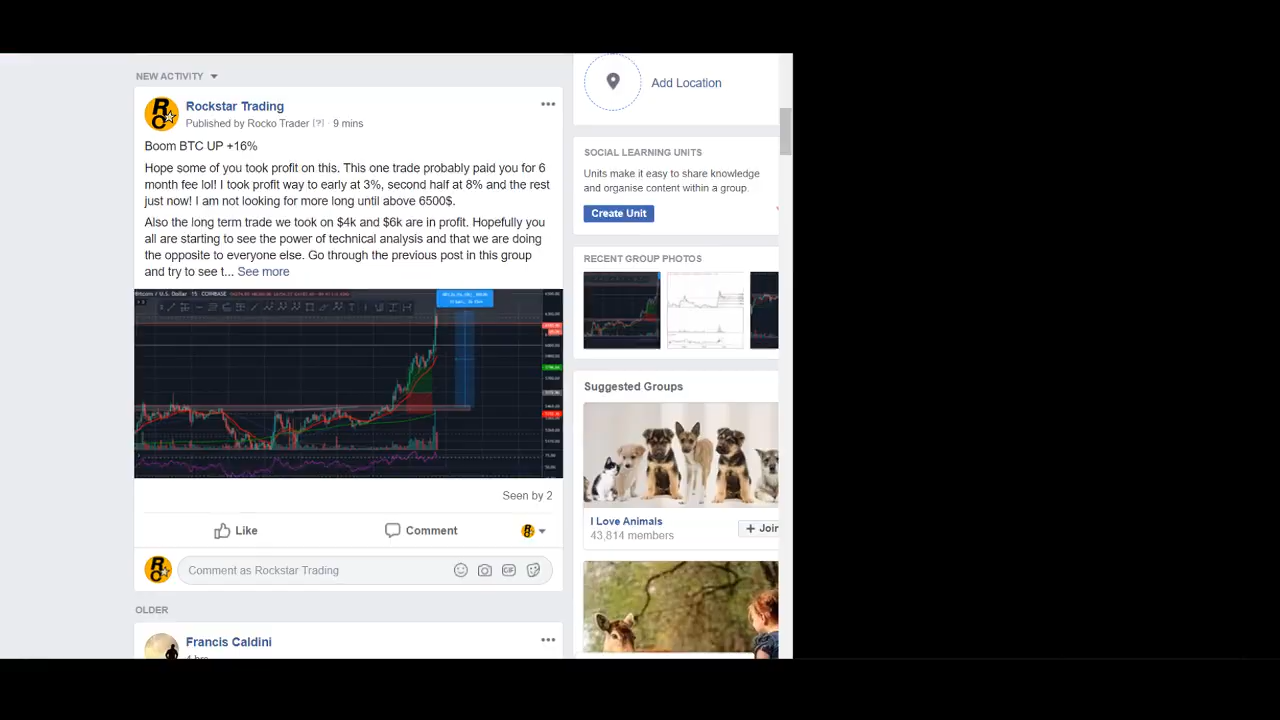 NEW ACTIVITY
Rockstar Trading
Published by Rocko Trader [?] · 9 mins
Boom BTC UP +16%
Hope some of you took profit on this. This one trade probably paid you for 6
month fee lol! I took profit way to early at 3%, second half at 8% and the rest
just now! I am not looking for more long until above 6500$.
Also the long term trade we took on $4k and $6k are in profit. Hopefully you
all are starting to see the power of technical analysis and that we are doing
the opposite to everyone else. Go through the previous post in this group
and try to see t... See more
Bitcoin / U.S. Dollar 15 COINBASE
Seen by 2
Like
Comment
Comment as Rockstar Trading
GIF
OLDER
Francis Caldini
Add Location
SOCIAL LEARNING UNITS
Units make it easy to share knowledge
and organise content within a group.
Create Unit
RECENT GROUP PHOTOS
Suggested Groups
I Love Animals
43,814 members
+ Join